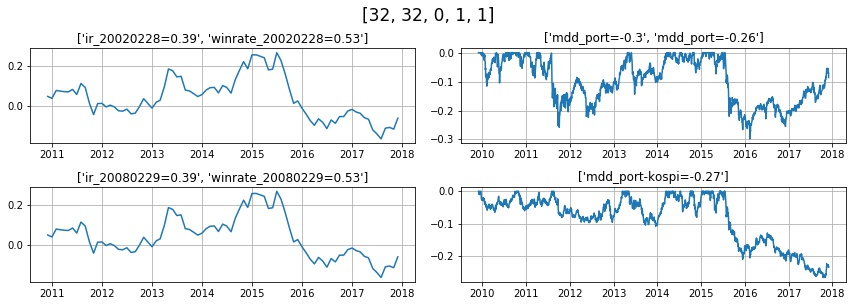 [32, 32, 0, 1, 1]
['ir_20020228=0.39', 'winrate_20020228=0.53']
0.2
0.0
2011 2012 2013 2014 2015 2016 2017 2018
['mdd_port=-0.3', 'mdd_port=-0.26']
0.0
−0.1
−0.2
−0.3
2010 2011 2012 2013 2014 2015 2016 2017 2018
['ir_20080229=0.39', 'winrate_20080229=0.53']
0.2
0.0
2011 2012 2013 2014 2015 2016 2017 2018
['mdd_port-kospi=-0.27']
0.0
−0.1
−0.2
2010 2011 2012 2013 2014 2015 2016 2017 2018